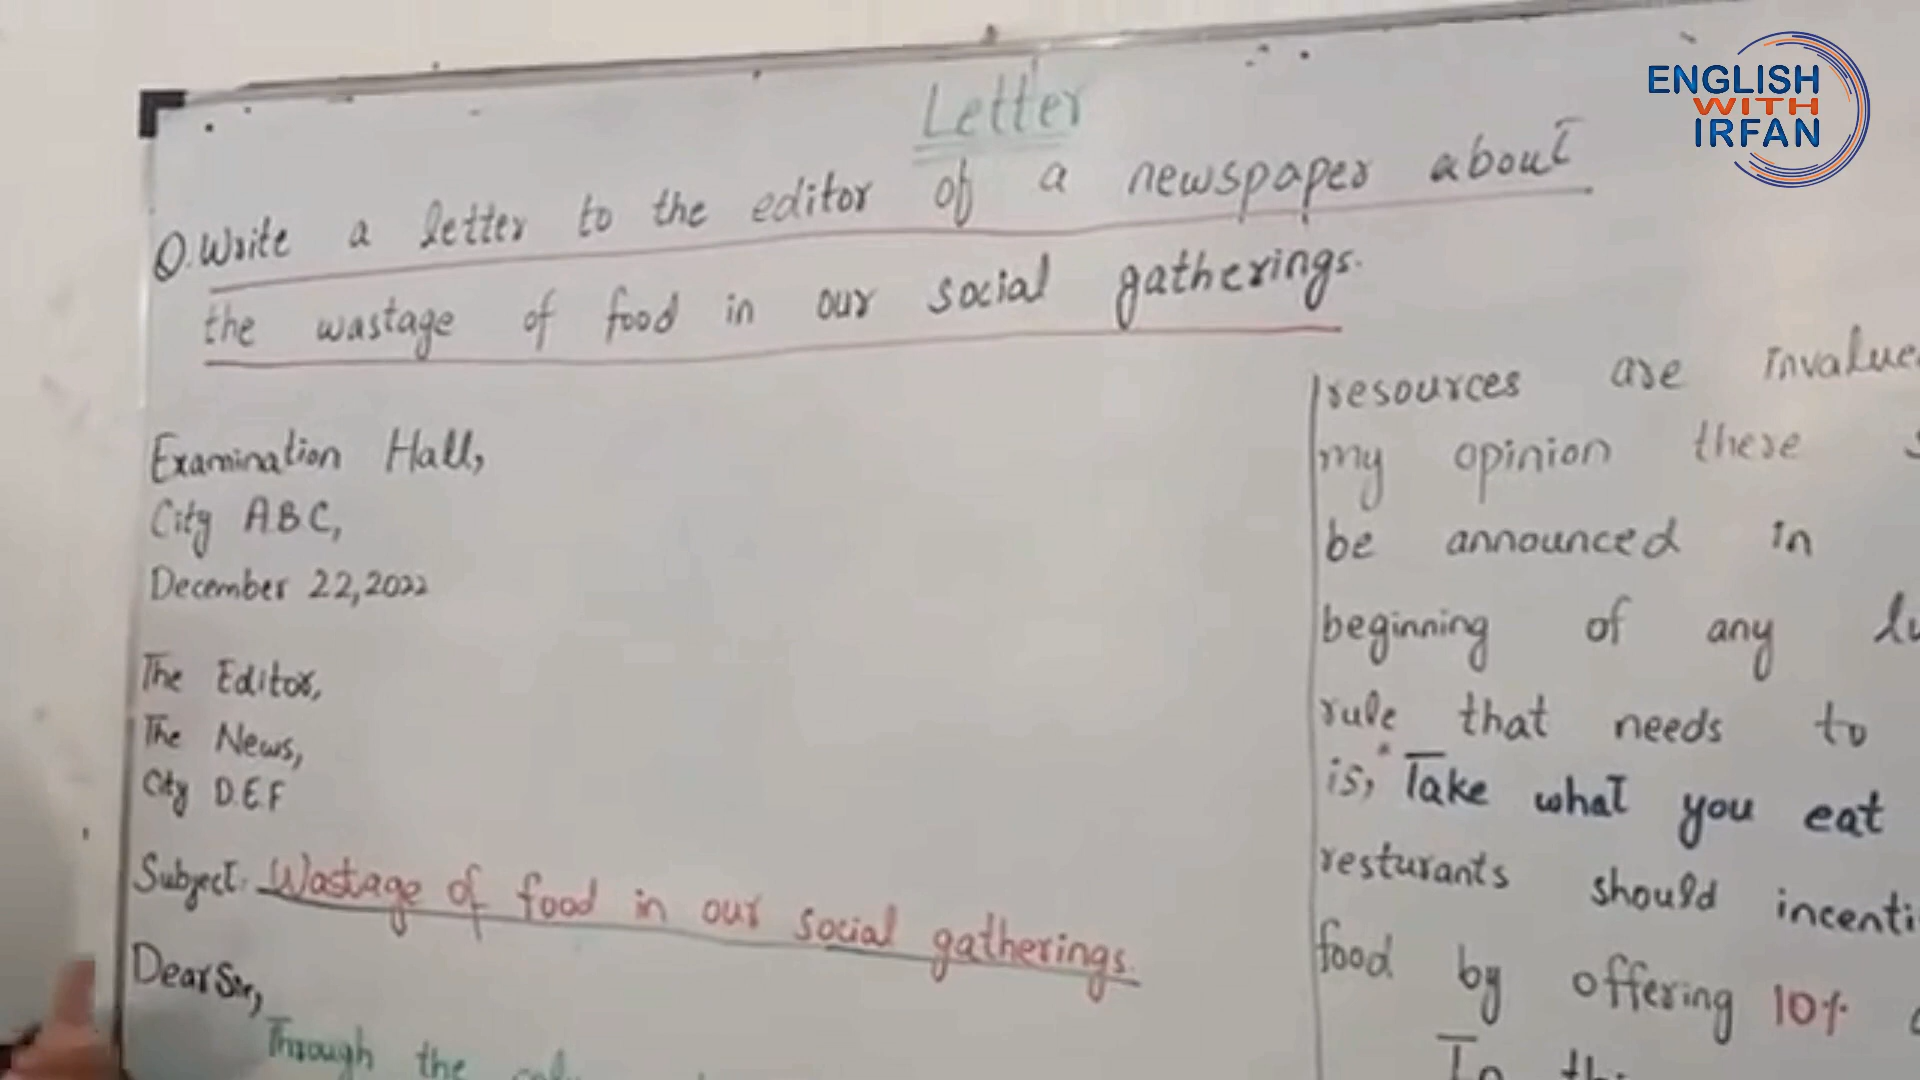 ENGLISH
WITH
IRFAN
Letter
Q. Write a letter to the editor of a newspaper about
the wastage of food in our social gatherings.
Examination Hall,
City A.B.C,
December 22, 2022
The Editor,
The News,
City D.E.F
Subject: Wastage of food in our social gatherings.
Dear Sir,
Through the
resources are
my opinion there
be announced in
beginning of any
rule that needs to
is, "Take what you eat
resturants should
food by offering 10%
In